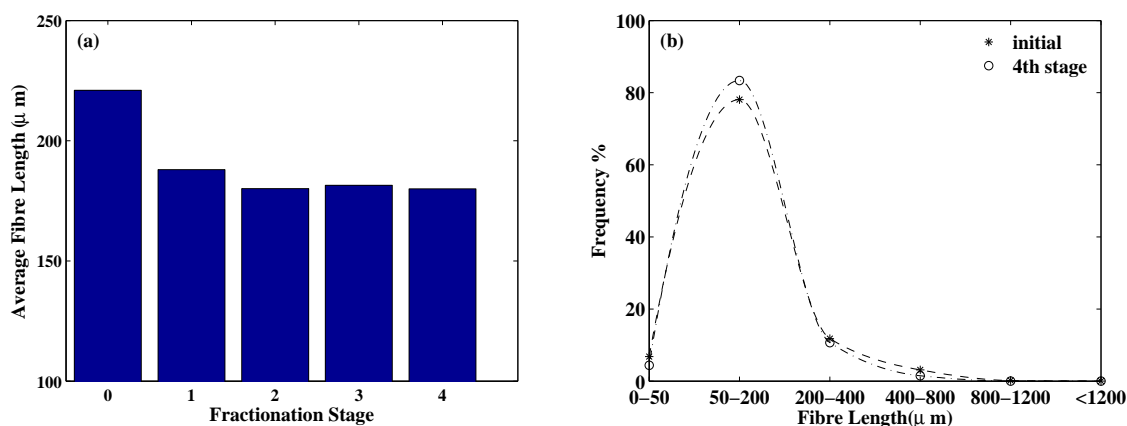 (a)
250
200
150
100
Average Fibre Length (μ m)
0 1 2 3 4
Fractionation Stage
(b)
initial
4th stage
100
80
60
40
20
0
Frequency %
0−50 50−200 200−400 400−800 800−1200 <1200
Fibre Length(μ m)